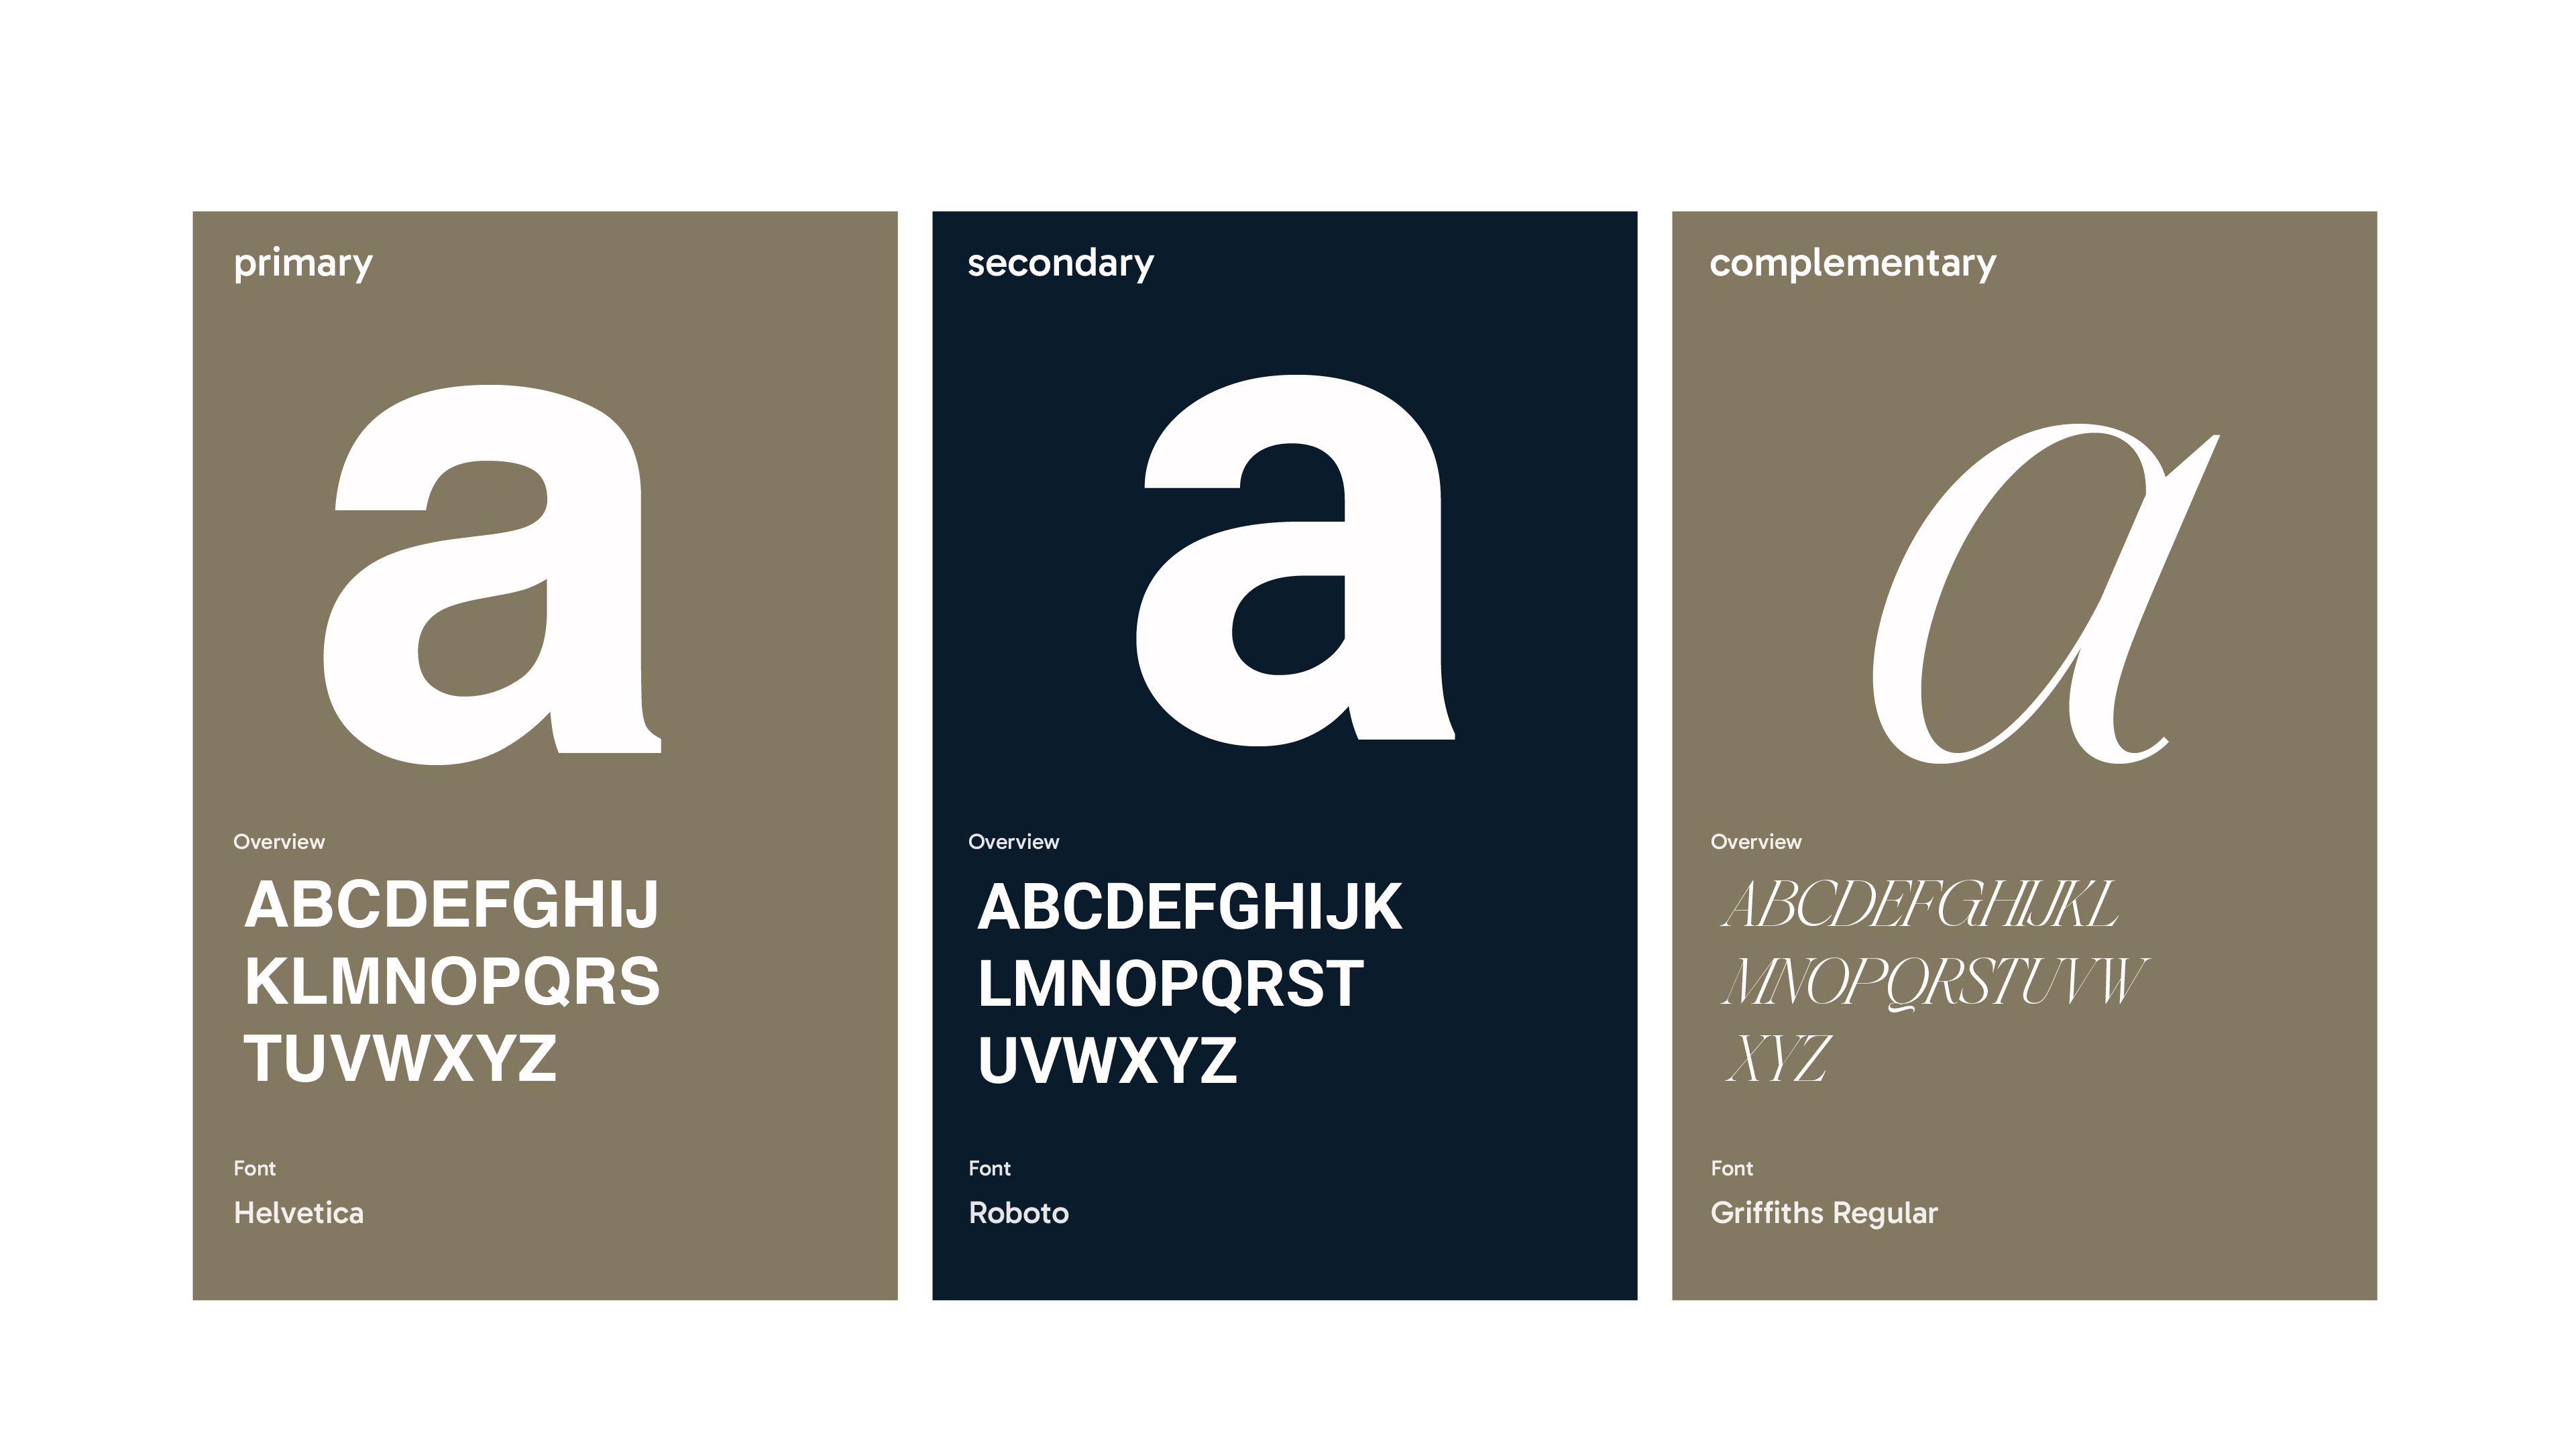 primary
a
Overview
ABCDEFGHIJ
KLMNOPQRS
TUVWXYZ
Font
Helvetica
secondary
a
Overview
ABCDEFGHIJK
LMNOPQRST
UVWXYZ
Font
Roboto
complementary
a
Overview
ABCDEFGHIJKL
MNOPQRSTUVW
XYZ
Font
Griffiths Regular